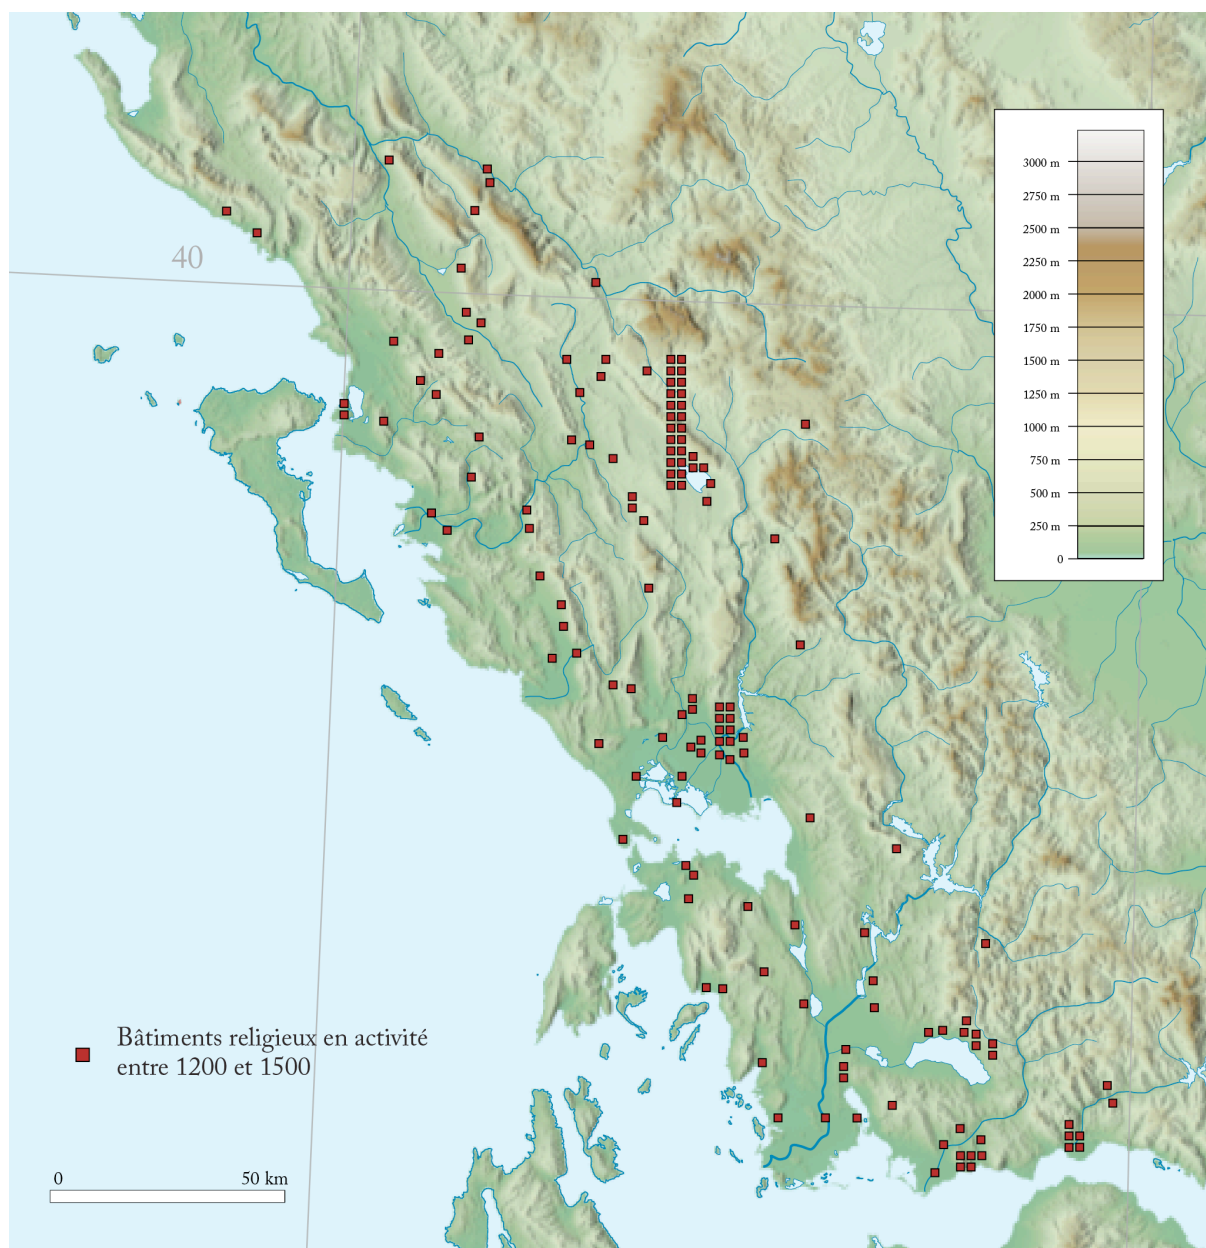 3000 m
2750 m
2500 m
2250 m
2000 m
1750 m
1500 m
1250 m
1000 m
750 m
500 m
250 m
0
40
Bâtiments religieux en activité
entre 1200 et 1500
0 50 km